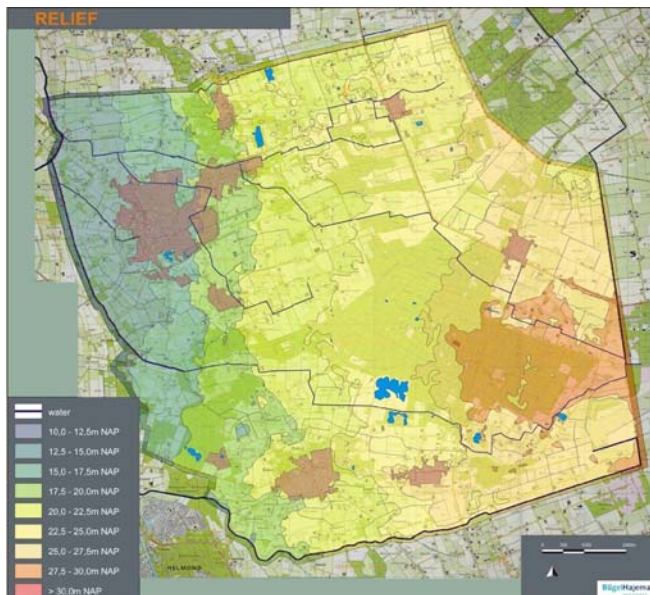 RELIEF
water
10,0 - 12,5m NAP
12,5 - 15,0m NAP
15,0 - 17,5m NAP
17,5 - 20,0m NAP
20,0 - 22,5m NAP
22,5 - 25,0m NAP
25,0 - 27,5m NAP
27,5 - 30,0m NAP
> 30,0m NAP
HELMOND
BügelHajema